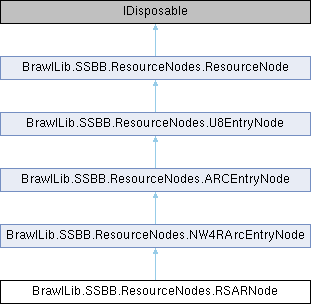 IDisposable
BrawlLib.SSBB.ResourceNodes.ResourceNode
BrawlLib.SSBB.ResourceNodes.U8EntryNode
BrawlLib.SSBB.ResourceNodes.ARCEntryNode
BrawlLib.SSBB.ResourceNodes.NW4RArcEntryNode
BrawlLib.SSBB.ResourceNodes.RSARNode